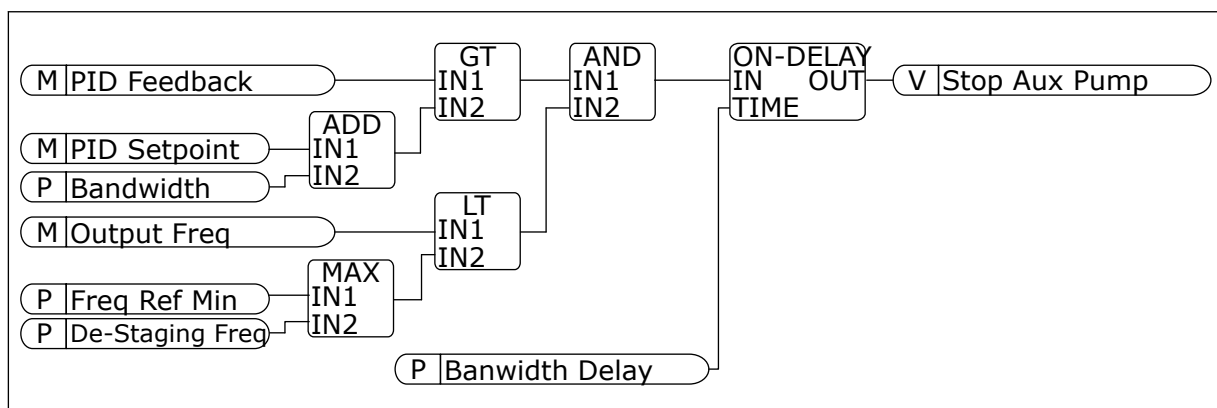 GT
AND
ON-DELAY
M PID Feedback
IN1
IN1
IN OUT
V Stop Aux Pump
IN2
IN2
TIME
ADD
M PID Setpoint
IN1
P Bandwidth
IN2
LT
M Output Freq
IN1
IN2
MAX
P Freq Ref Min
IN1
P De-Staging Freq
IN2
P Banwidth Delay